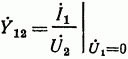 Ẏ₁₂ = İ₁ / U̇₂ | U̇₁=0